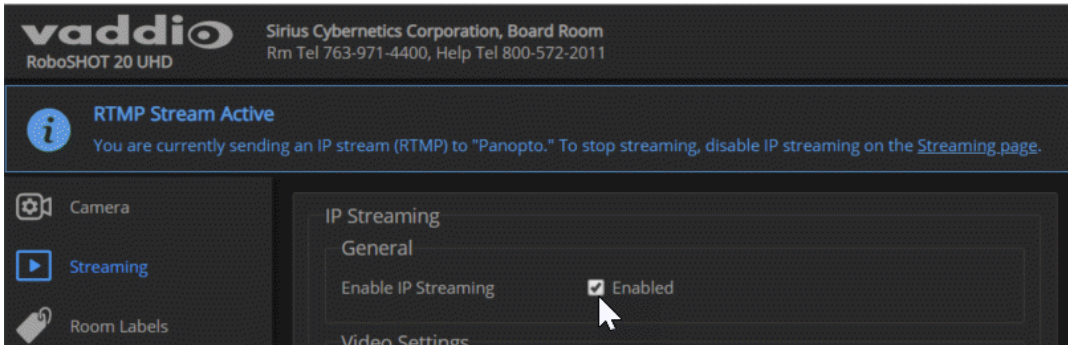 vaddio
RoboSHOT 20 UHD
Sirius Cybernetics Corporation, Board Room
Rm Tel 763-971-4400, Help Tel 800-572-2011
RTMP Stream Active
You are currently sending an IP stream (RTMP) to "Panopto." To stop streaming, disable IP streaming on the Streaming page.
Camera
Streaming
Room Labels
IP Streaming
General
Enable IP Streaming Enabled
Video Settings